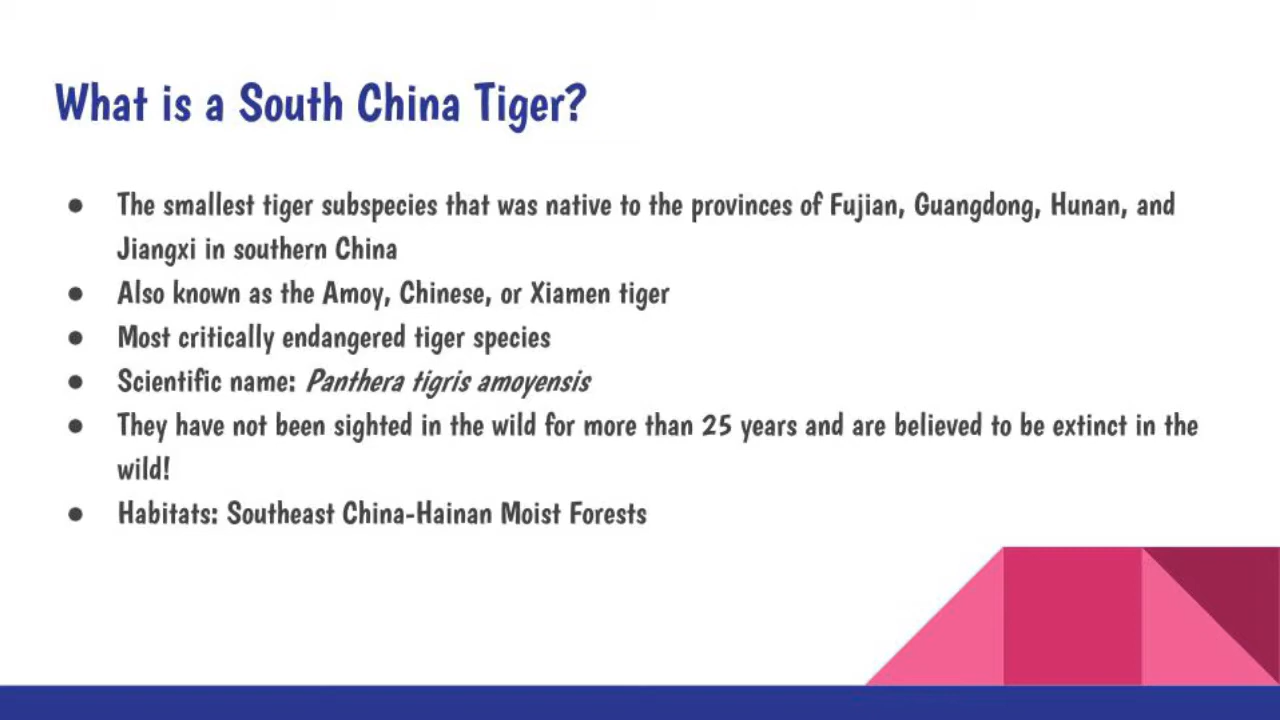 What is a South China Tiger?
● The smallest tiger subspecies that was native to the provinces of Fujian, Guangdong, Hunan, and
Jiangxi in southern China
● Also known as the Amoy, Chinese, or Xiamen tiger
● Most critically endangered tiger species
● Scientific name: Panthera tigris amoyensis
● They have not been sighted in the wild for more than 25 years and are believed to be extinct in the
wild!
● Habitats: Southeast China-Hainan Moist Forests